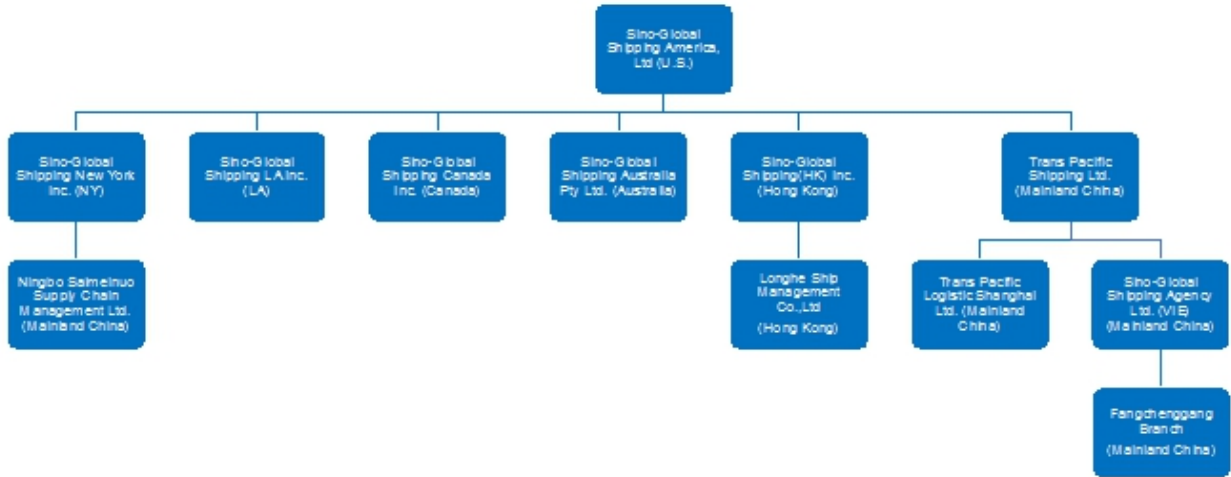 Sino-Global
Shipping America,
Ltd (U.S.)
Sino-Global
Shipping New York
Inc. (NY)
Sino-Global
Shipping LA Inc.
(LA)
Sino-Global
Shipping Canada
Inc. (Canada)
Sino-Global
Shipping Australia
Pty Ltd. (Australia)
Sino-Global
Shipping(HK) Inc.
(Hong Kong)
Trans Pacific
Shipping Ltd.
(Mainland China)
Ningbo Saimeinuo
Supply Chain
Management Ltd.
(Mainland China)
Longhe Ship
Management
Co.,Ltd
(Hong Kong)
Trans Pacific
Logistic Shanghai
Ltd. (Mainland
China)
Sino-Global
Shipping Agency
Ltd. (VIE)
(Mainland China)
Fangchenggang
Branch
(Mainland China)